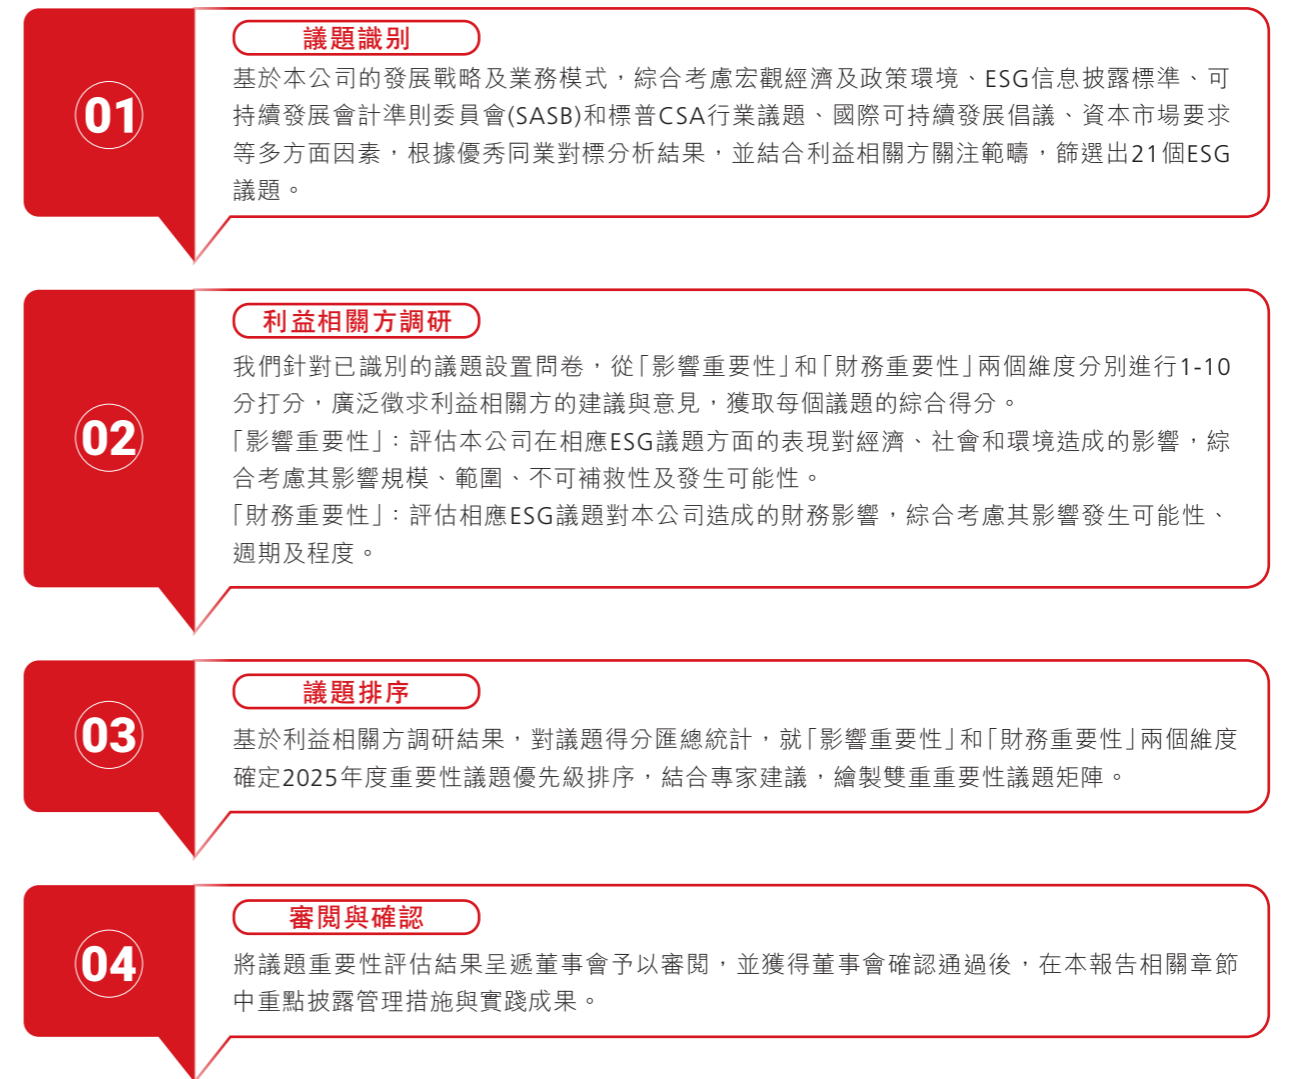 01
議題識別
基於本公司的發展戰略及業務模式，綜合考慮宏觀經濟及政策環境、ESG信息披露標準、可
持續發展會計準則委員會(SASB)和標普CSA行業議題、國際可持續發展倡議、資本市場要求
等多方面因素，根據優秀同業對標分析結果，並結合利益相關方關注範疇，篩選出21個ESG
議題。
02
利益相關方調研
我們針對已識別的議題設置問卷，從「影響重要性」和「財務重要性」兩個維度分別進行1-10
分打分，廣泛徵求利益相關方的建議與意見，獲取每個議題的綜合得分。
「影響重要性」：評估本公司在相應ESG議題方面的表現對經濟、社會和環境造成的影響，綜
合考慮其影響規模、範圍、不可補救性及發生可能性。
「財務重要性」：評估相應ESG議題對本公司造成的財務影響，綜合考慮其影響發生可能性、
週期及程度。
03
議題排序
基於利益相關方調研結果，對議題得分匯總統計，就「影響重要性」和「財務重要性」兩個維度
確定2025年度重要性議題優先級排序，結合專家建議，繪製雙重重要性議題矩陣。
04
審閱與確認
將議題重要性評估結果呈遞董事會予以審閱，並獲得董事會確認通過後，在本報告相關章節
中重點披露管理措施與實踐成果。